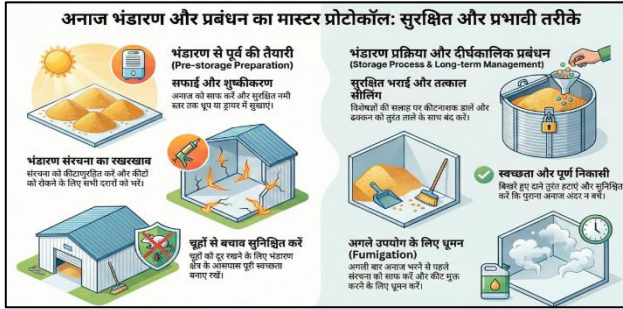 अनाज भंडारण और प्रबंधन का मास्टर प्रोटोकॉल: सुरक्षित और प्रभावी तरीके
भंडारण से पूर्व की तैयारी
(Pre-storage Preparation)
सफाई और शुष्कीकरण
अनाज को साफ करें और सुरक्षित नमी
स्तर तक धूप या ड्रायर में सुखाएं।
भंडारण संरचना का रखरखाव
संरचना को कीटाणुरहित करें और कीटों
को रोकने के लिए सभी दरारों को भरें।
चूहों से बचाव सुनिश्चित करें
चूहों को दूर रखने के लिए भंडारण
क्षेत्र के आसपास पूरी स्वच्छता
बनाए रखें।
भंडारण प्रक्रिया और दीर्घकालिक प्रबंधन
(Storage Process & Long-term Management)
सुरक्षित भराई और तत्काल
सीलिंग
विशेषज्ञों की सलाह पर कीटनाशक डालें और
ढक्कन को तुरंत ताले के साथ बंद करें।
स्वच्छता और पूर्ण निकासी
बिखरे हुए दाने तुरंत हटाएं और सुनिश्चित
करें कि पुराना अनाज अंदर न बचे।
अगले उपयोग के लिए धूमन
(Fumigation)
अगली बार अनाज भरने से पहले
संरचना को साफ करें और कीट मुक्त
करने के लिए धूमन करें।